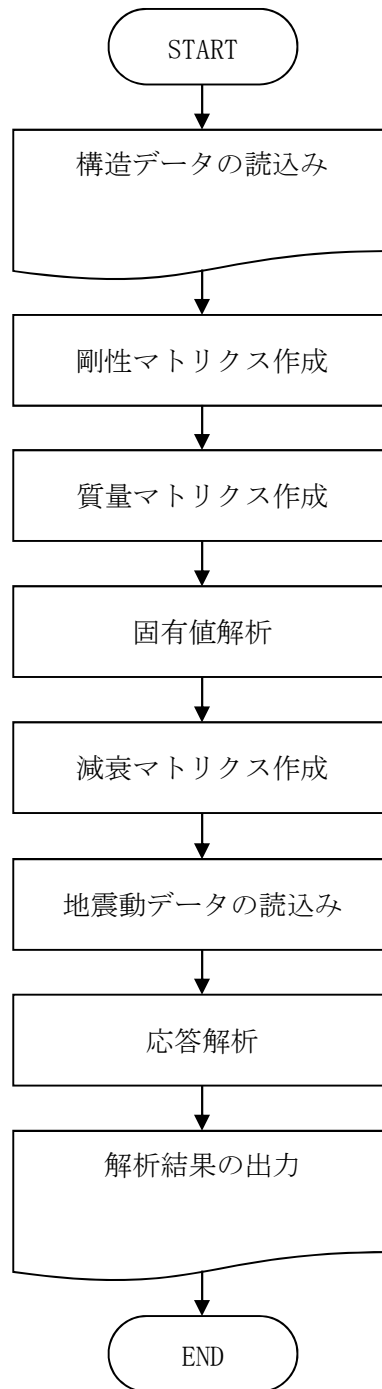 START
構造データの読込み
剛性マトリクス作成
質量マトリクス作成
固有値解析
減衰マトリクス作成
地震動データの読込み
応答解析
解析結果の出力
END